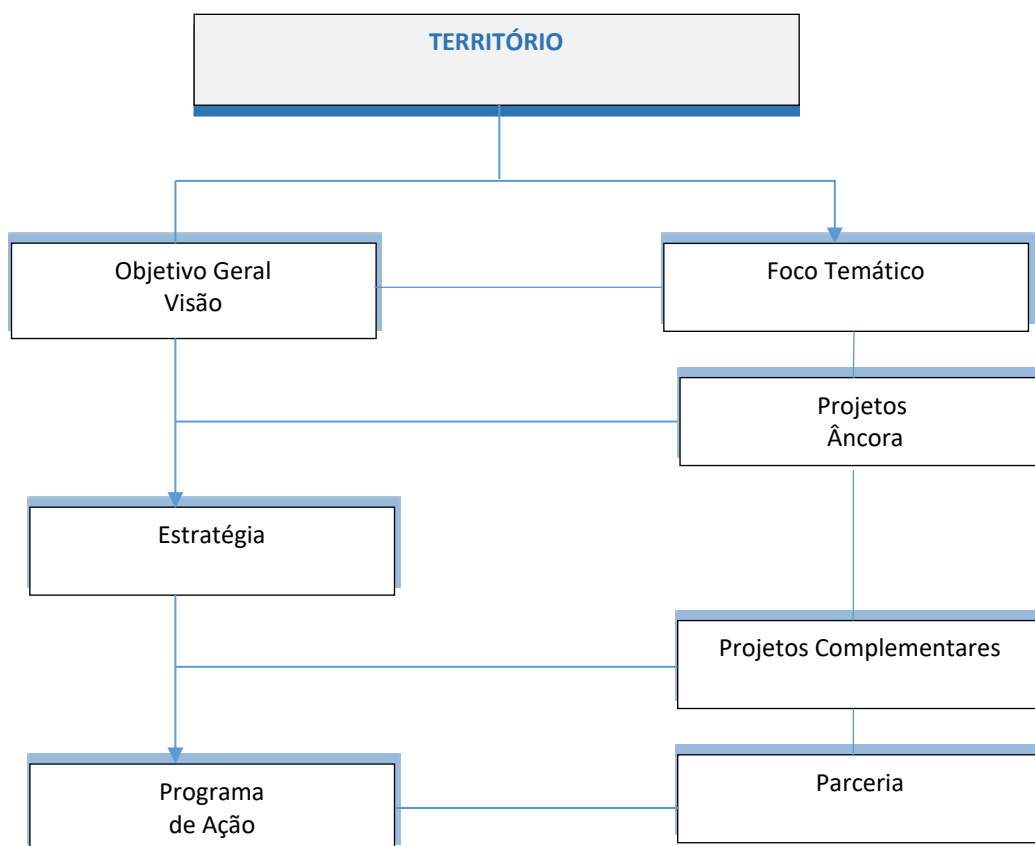 TERRITÓRIO
Objetivo Geral
Visão
Foco Temático
Projetos
Âncora
Estratégia
Projetos Complementares
Programa
de Ação
Parceria